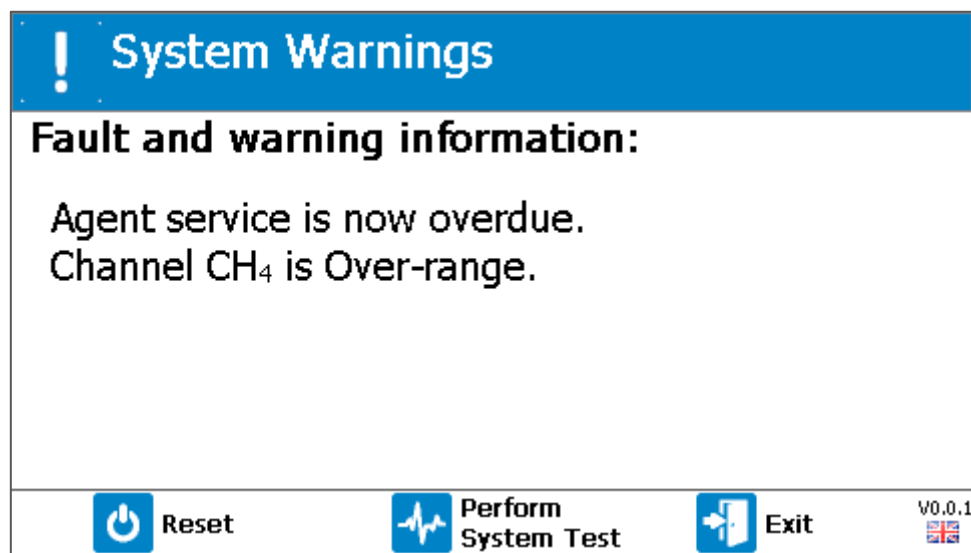 System Warnings
Fault and warning information:
Agent service is now overdue.
Channel CH₄ is Over-range.
Reset
Perform
System Test
Exit
V0.0.1